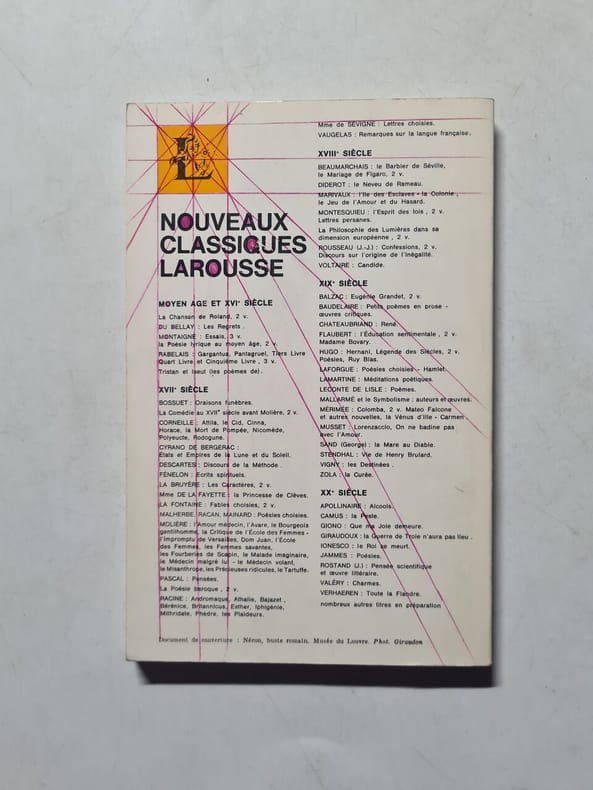 L
NOUVEAUX
CLASSIQUES
LAROUSSE
MOYEN AGE ET XVIᵉ SIÈCLE
La Chanson de Roland, 2 v.
DU BELLAY : Les Regrets .
MONTAIGNE : Essais, 3 v.
la Poésie lyrique au moyen âge, 2 v.
RABELAIS : Gargantua, Pantagruel, Tiers Livre
Quart Livre et Cinquième Livre , 3 v.
Tristan et Iseut (les poèmes de).
XVIIᵉ SIÈCLE
BOSSUET : Oraisons funèbres.
La Comédie au XVIIᵉ siècle avant Molière, 2 v.
CORNEILLE : Attila, le Cid, Cinna,
Horace, la Mort de Pompée, Nicomède,
Polyeucte, Rodogune.
CYRANO DE BERGERAC :
États et Empires de la Lune et du Soleil.
DESCARTES : Discours de la Méthode .
FÉNELON : Écrits spirituels.
LA BRUYÈRE : Les Caractères, 2 v.
Mme DE LA FAYETTE : la Princesse de Clèves.
LA FONTAINE : Fables choisies, 2 v.
MALHERBE, RACAN, MAINARD : Poésies choisies.
MOLIÈRE : l'Amour médecin, l'Avare, le Bourgeois
gentilhomme, la Critique de l'École des Femmes -
l'Impromptu de Versailles, Dom Juan, l'École
des Femmes, les Femmes savantes,
les Fourberies de Scapin, le Malade imaginaire,
le Médecin malgré lui - le Médecin volant,
le Misanthrope, les Précieuses ridicules, le Tartuffe.
PASCAL : Pensées.
La Poésie baroque , 2 v.
RACINE : Andromaque, Athalie, Bajazet ,
Bérénice, Britannicus, Esther, Iphigénie,
Mithridate, Phèdre, les Plaideurs.
Mme de SÉVIGNÉ : Lettres choisies.
VAUGELAS : Remarques sur la langue française.
XVIIIᵉ SIÈCLE
BEAUMARCHAIS : le Barbier de Séville,
le Mariage de Figaro, 2 v.
DIDEROT : le Neveu de Rameau.
MARIVAUX : l'Ile des Esclaves - la Colonie ,
le Jeu de l'Amour et du Hasard.
MONTESQUIEU : l'Esprit des lois , 2 v.
Lettres persanes.
La Philosophie des Lumières dans sa
dimension européenne , 2 v.
ROUSSEAU (J.-J.) : Confessions, 2 v.
Discours sur l'origine de l'Inégalité.
VOLTAIRE : Candide.
XIXᵉ SIÈCLE
BALZAC : Eugénie Grandet, 2 v.
BAUDELAIRE : Petits poèmes en prose -
œuvres critiques.
CHATEAUBRIAND : René.
FLAUBERT : l'Éducation sentimentale , 2 v.
Madame Bovary.
HUGO : Hernani, Légende des Siècles, 2 v.
Poésies, Ruy Blas.
LAFORGUE : Poésies choisies - Hamlet.
LAMARTINE : Méditations poétiques.
LECONTE DE LISLE : Poèmes.
MALLARMÉ et le Symbolisme : auteurs et œuvres.
MÉRIMÉE : Colomba, 2 v. Mateo Falcone
et autres nouvelles, la Vénus d'Ille - Carmen .
MUSSET : Lorenzaccio, On ne badine pas
avec l'Amour.
SAND (George) : la Mare au Diable.
STENDHAL : Vie de Henry Brulard.
VIGNY : les Destinées .
ZOLA : la Curée.
XXᵉ SIÈCLE
APOLLINAIRE : Alcools.
CAMUS : la Peste.
GIONO : Que ma Joie demeure.
GIRAUDOUX : la Guerre de Troie n'aura pas lieu .
IONESCO : le Roi se meurt.
JAMMES : Poésies.
ROSTAND (J.) : Pensée scientifique
et œuvre littéraire.
VALÉRY : Charmes.
VERHAEREN : Toute la Flandre.
nombreux autres titres en préparation
Document de couverture : Néron, buste romain. Musée du Louvre. Phot. Giraudon